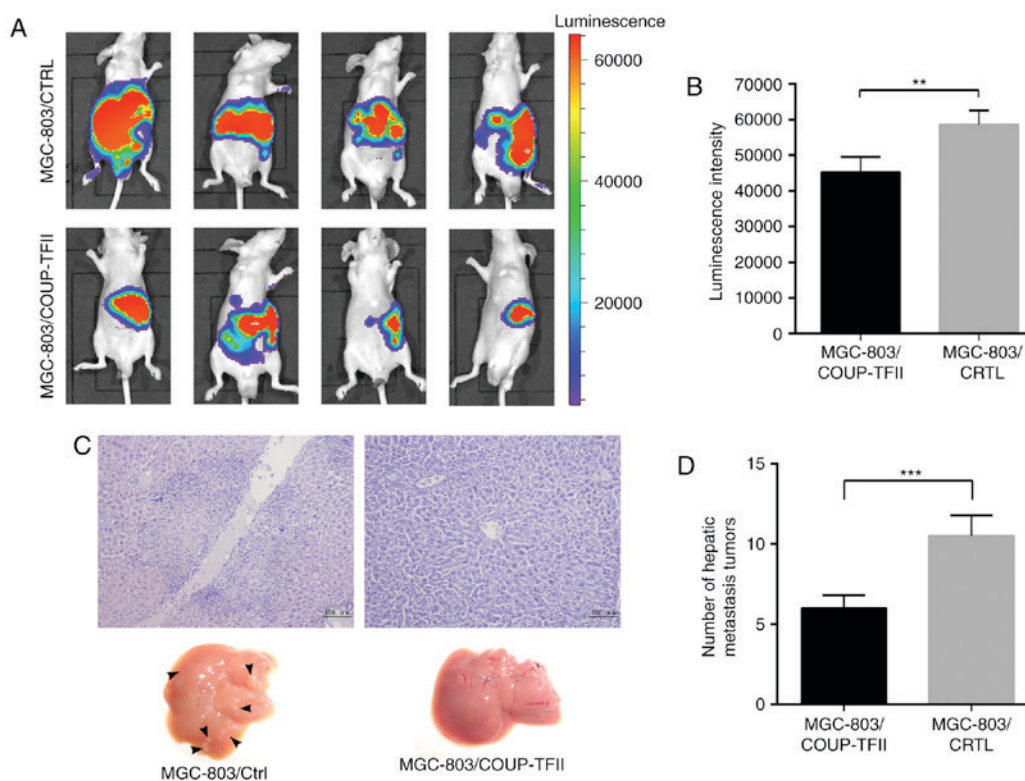 A
MGC-803/CTRL
MGC-803/COUP-TFII
Luminescence
60000
40000
20000
B
Luminescence intensity
70000
60000
50000
40000
30000
20000
10000
0
**
MGC-803/
COUP-TFII
MGC-803/
CRTL
C
MGC-803/Ctrl
MGC-803/COUP-TFII
D
Number of hepatic
metastasis tumors
15
10
5
0
***
MGC-803/
COUP-TFII
MGC-803/
CRTL